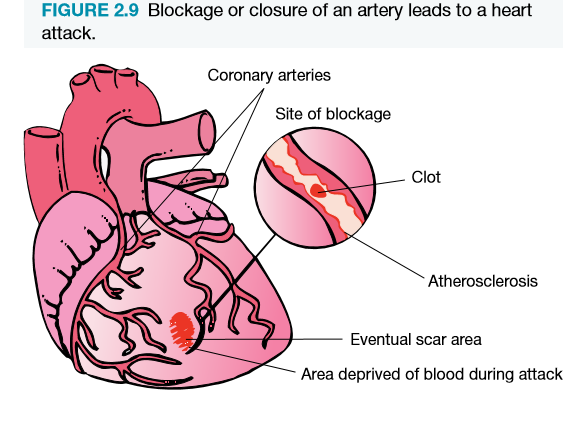 FIGURE 2.9 Blockage or closure of an artery leads to a heart
attack.
Coronary arteries
Site of blockage
Clot
Atherosclerosis
Eventual scar area
Area deprived of blood during attack